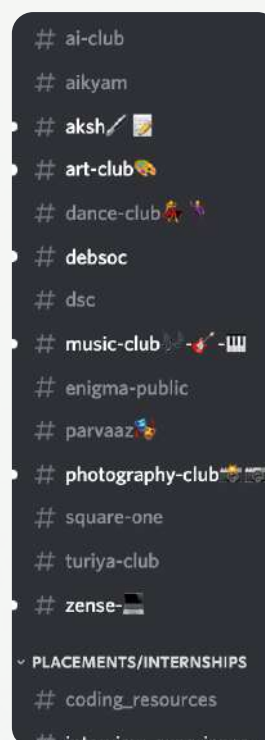 # ai-club
# aikyam
# aksh🖌️📝
# art-club🎨
# dance-club💃
# debsoc
# dsc
# music-club🎶-🎸-🎹
# enigma-public
# parvaaz🎭
# photography-club📸📷
# square-one
# turiya-club
# zense-💻
PLACEMENTS/INTERNSHIPS
# coding_resources